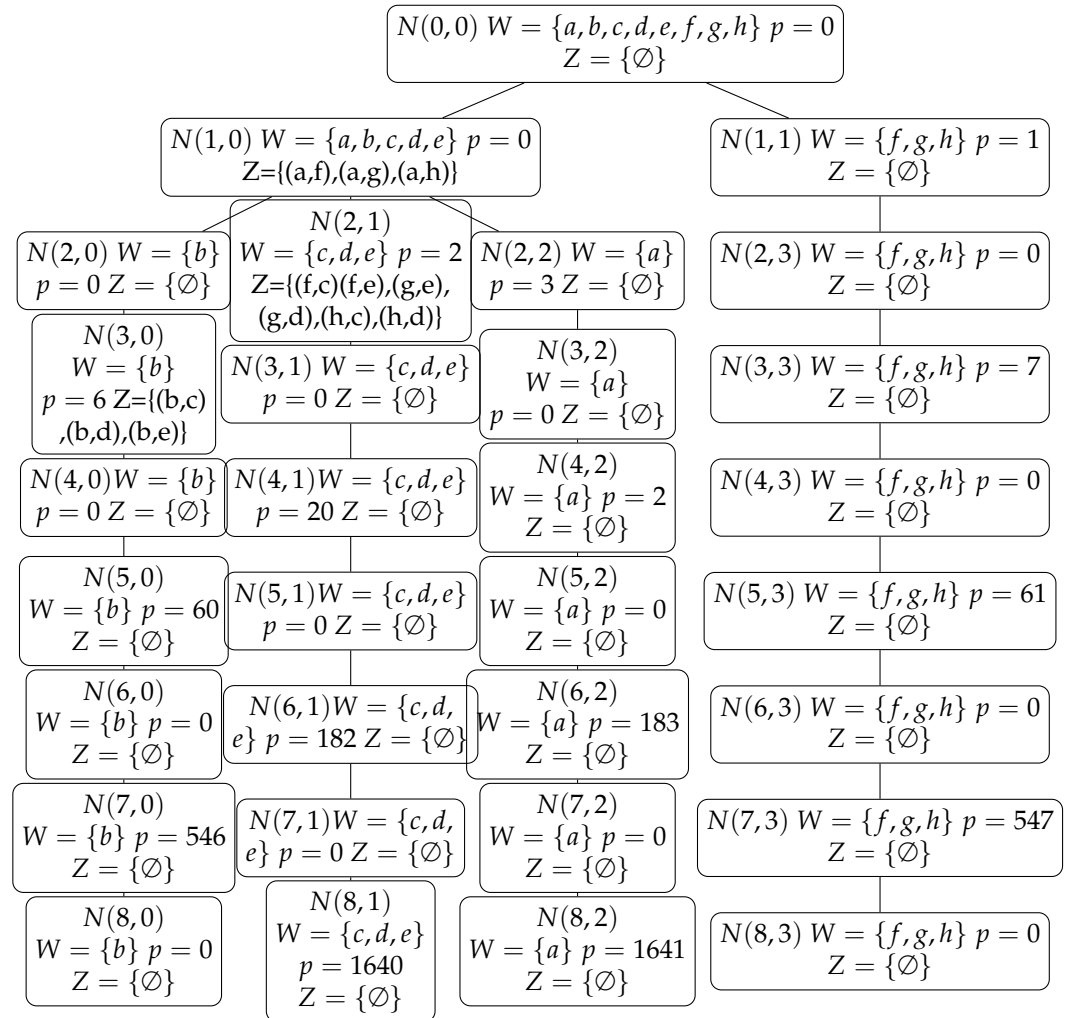 N(0,0) W = {a,b,c,d,e,f,g,h} p = 0
Z = {∅}
N(1,0) W = {a,b,c,d,e} p = 0
Z={(a,f),(a,g),(a,h)}
N(1,1) W = {f,g,h} p = 1
Z = {∅}
N(2,0) W = {b}
p = 0 Z = {∅}
N(2,1)
W = {c,d,e} p = 2
Z={(f,c)(f,e),(g,e),
(g,d),(h,c),(h,d)}
N(2,2) W = {a}
p = 3 Z = {∅}
N(2,3) W = {f,g,h} p = 0
Z = {∅}
N(3,0)
W = {b}
p = 6 Z={(b,c)
,(b,d),(b,e)}
N(3,1) W = {c,d,e}
p = 0 Z = {∅}
N(3,2)
W = {a}
p = 0 Z = {∅}
N(3,3) W = {f,g,h} p = 7
Z = {∅}
N(4,0)W = {b}
p = 0 Z = {∅}
N(4,1)W = {c,d,e}
p = 20 Z = {∅}
N(4,2)
W = {a} p = 2
Z = {∅}
N(4,3) W = {f,g,h} p = 0
Z = {∅}
N(5,0)
W = {b} p = 60
Z = {∅}
N(5,1)W = {c,d,e}
p = 0 Z = {∅}
N(5,2)
W = {a} p = 0
Z = {∅}
N(5,3) W = {f,g,h} p = 61
Z = {∅}
N(6,0)
W = {b} p = 0
Z = {∅}
N(6,1)W = {c,d,
e} p = 182 Z = {∅}
N(6,2)
W = {a} p = 183
Z = {∅}
N(6,3) W = {f,g,h} p = 0
Z = {∅}
N(7,0)
W = {b} p = 546
Z = {∅}
N(7,1)W = {c,d,
e} p = 0 Z = {∅}
N(7,2)
W = {a} p = 0
Z = {∅}
N(7,3) W = {f,g,h} p = 547
Z = {∅}
N(8,0)
W = {b} p = 0
Z = {∅}
N(8,1)
W = {c,d,e}
p = 1640
Z = {∅}
N(8,2)
W = {a} p = 1641
Z = {∅}
N(8,3) W = {f,g,h} p = 0
Z = {∅}